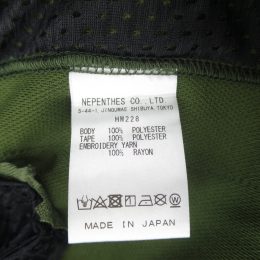 NEPENTHES CO., LTD.
5-44-1 JINGUMAE SHIBUYA, TOKYO
HM228
BODY 100% POLYESTER
TAPE 100% POLYESTER
EMBROIDERY YARN
100% RAYON
MADE IN JAPAN